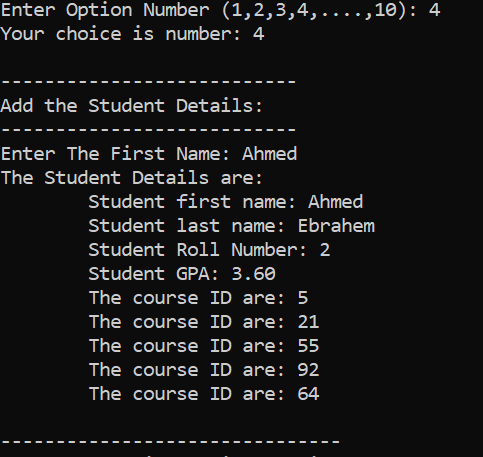 Enter Option Number (1,2,3,4,....,10): 4
Your choice is number: 4
---------------------------
Add the Student Details:
---------------------------
Enter The First Name: Ahmed
The Student Details are:
Student first name: Ahmed
Student last name: Ebrahem
Student Roll Number: 2
Student GPA: 3.60
The course ID are: 5
The course ID are: 21
The course ID are: 55
The course ID are: 92
The course ID are: 64
-------------------------------